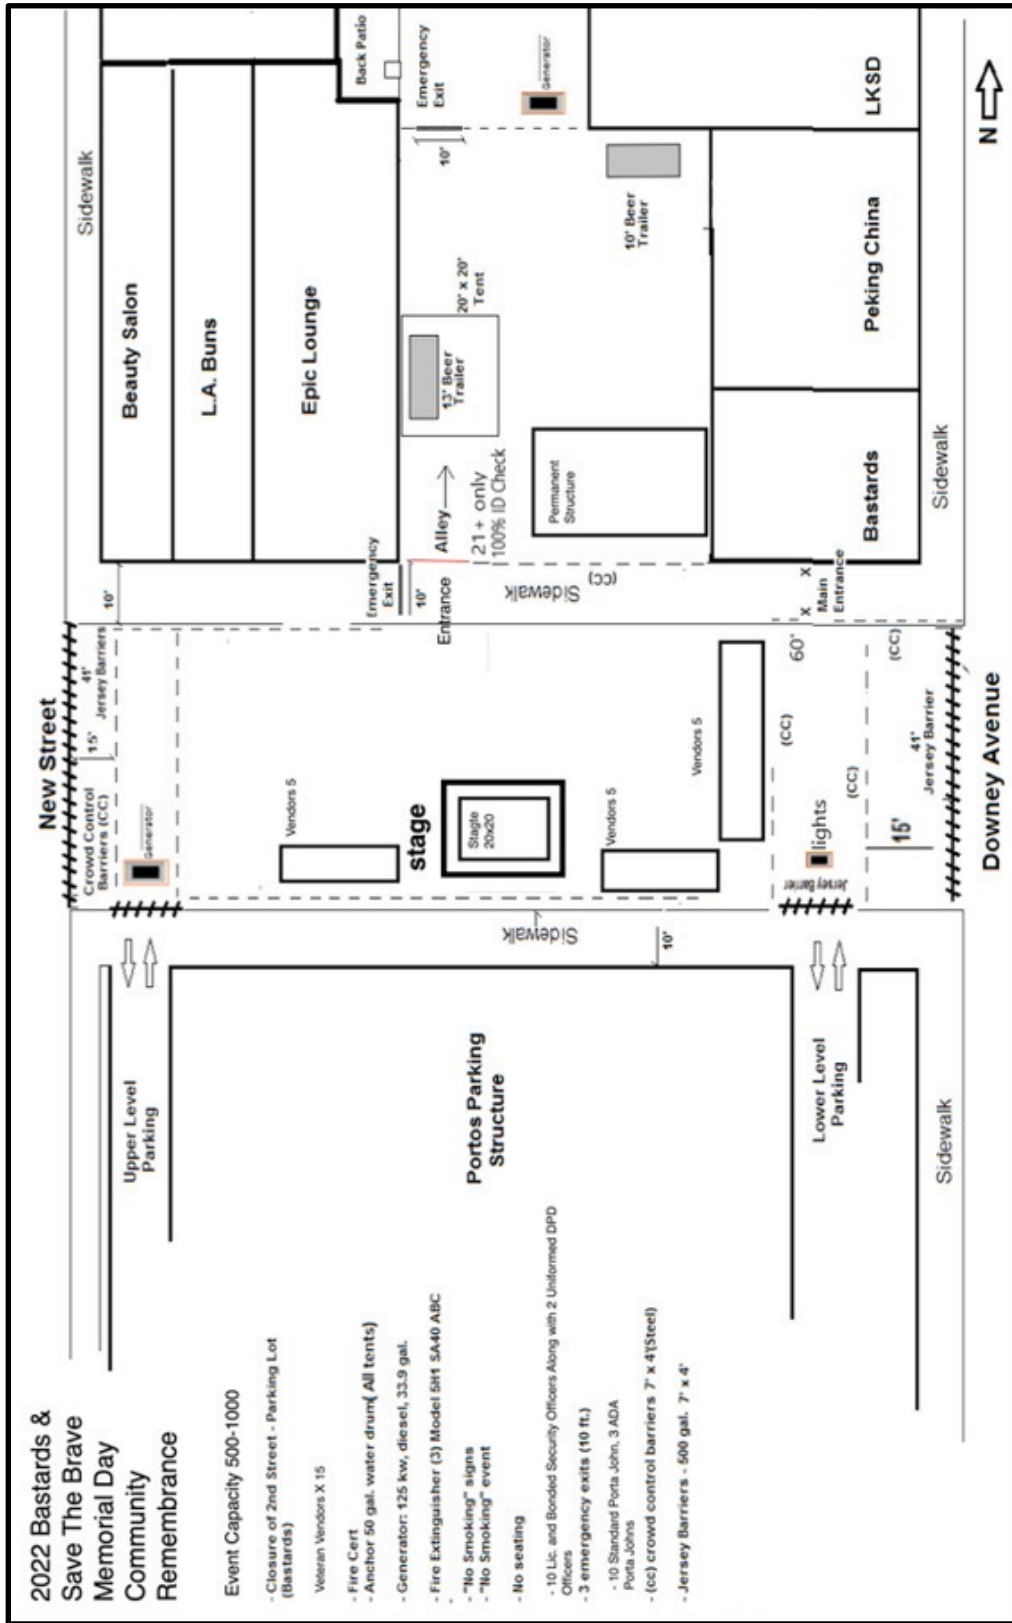 2022 Bastards &
Save The Brave
Memorial Day
Community
Remembrance
Event Capacity 500-1000
- Closure of 2nd Street - Parking Lot
(Bastards)
Veteran Vendors X 15
- Fire Cert
- Anchor 50 gal. water drum( All tents)
- Generator: 125 kw, diesel, 33.9 gal.
- Fire Extinguisher (3) Model 5H1 SA40 ABC
-
- "No Smoking" signs
- "No Smoking" event
- No seating
- 10 Lic. and Bonded Security Officers Along with 2 Uniformed DPD
Officers
- 3 emergency exits (10 ft.)
- 10 Standard Porta John, 3 ADA
Porta Johns
- (cc) crowd control barriers 7' x 4'(Steel)
- Jersey Barriers - 500 gal. 7' x 4'
Upper Level
Parking
Portos Parking
Structure
Lower Level
Parking
Sidewalk
Sidewalk
10'
New Street
Crowd Control
Barriers (CC)
15'
41'
Jersey Barriers
Generator
Vendors 5
stage
Stagte
20x20
Vendors 5
Vendors 5
Jersey Barrier
lights
(CC)
(CC)
60'
(CC)
15'
41'
Jersey Barrier
Downey Avenue
10'
Emergency
Exit
10'
Entrance
Sidewalk
(CC)
X X
Main
Entrance
Sidewalk
Beauty Salon
L.A. Buns
Epic Lounge
Back Patio
Alley
21+ only
100% ID Check
13' Beer
Trailer
20' x 20'
Tent
10'
Emergency
Exit
Generator
Permanent
Structure
10' Beer
Trailer
Bastards
Peking China
LKSD
Sidewalk
N